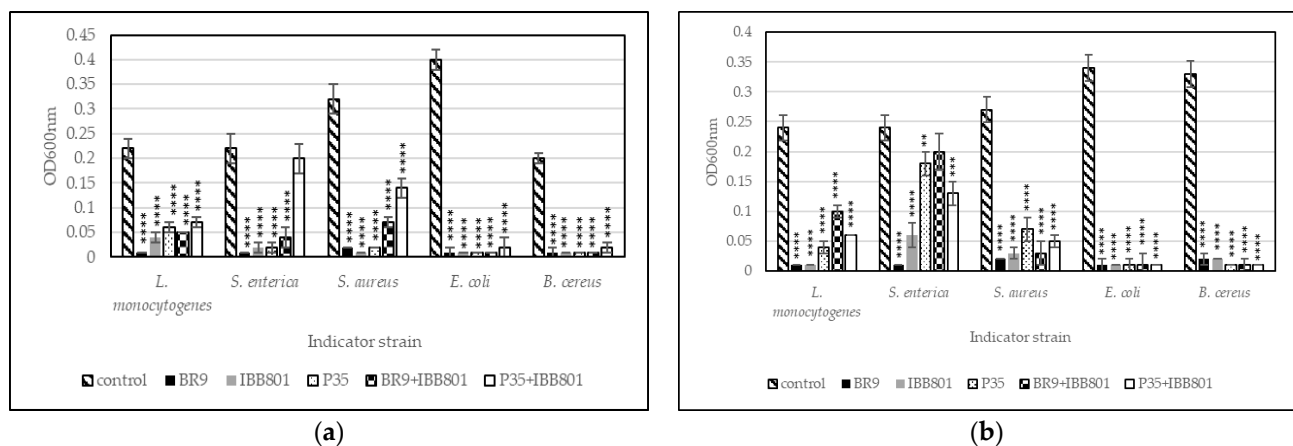 0.45
0.4
0.35
0.3
0.25
0.2
0.15
0.1
0.05
0
OD600nm
**** **** **** **** ****
**** **** **** ****
**** **** **** **** ****
**** **** **** **** ****
**** **** **** **** ****
L. monocytogenes S. enterica S. aureus E. coli B. cereus
Indicator strain
control BR9 IBB801 P35 BR9+IBB801 P35+IBB801
(a)
0.4
0.35
0.3
0.25
0.2
0.15
0.1
0.05
0
OD600nm
**** **** **** **** ****
**** **** ** ***
**** **** **** **** ****
**** **** **** **** ****
**** **** **** **** ****
L. monocytogenes S. enterica S. aureus E. coli B. cereus
Indicator strain
control BR9 IBB801 P35 BR9+IBB801 P35+IBB801
(b)